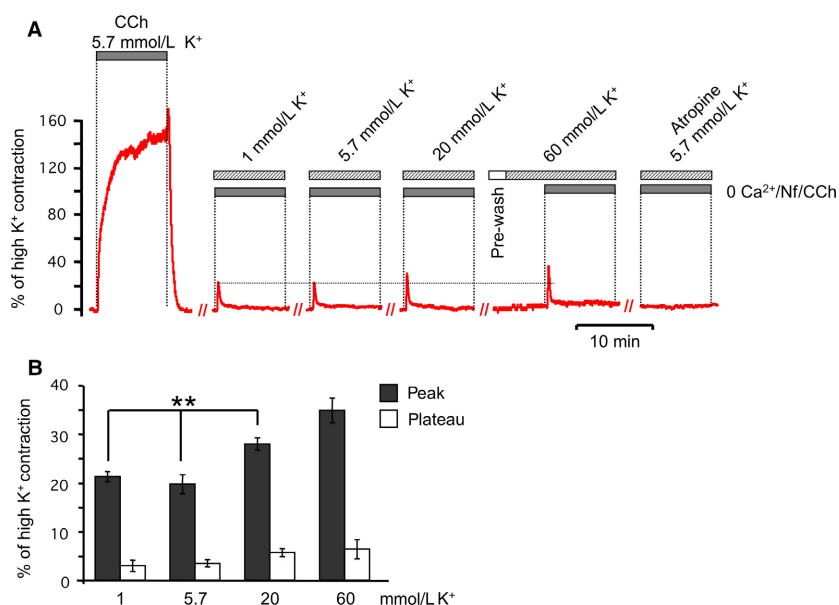 A
CCh
5.7 mmol/L K⁺
1 mmol/L K⁺
5.7 mmol/L K⁺
20 mmol/L K⁺
60 mmol/L K⁺
Atropine
5.7 mmol/L K⁺
Pre-wash
0 Ca²⁺/Nf/CCh
% of high K⁺ contraction
160
120
80
40
0
// // // // //
10 min
B
% of high K⁺ contraction
40
30
20
10
0
**
Peak
Plateau
1 5.7 20 60 mmol/L K⁺